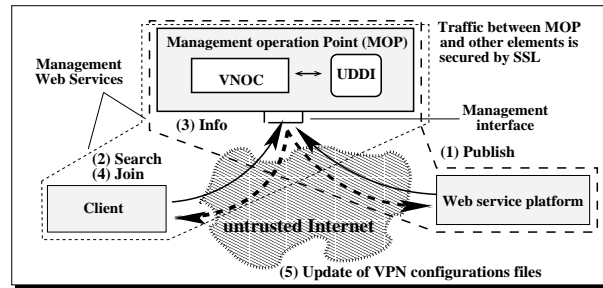 Management operation Point (MOP)
VNOC
UDDI
Traffic between MOP
and other elements is
secured by SSL
Management
Web Services
(3) Info
Management
interface
(2) Search
(4) Join
(1) Publish
Client
Web service platform
untrusted Internet
(5) Update of VPN configurations files